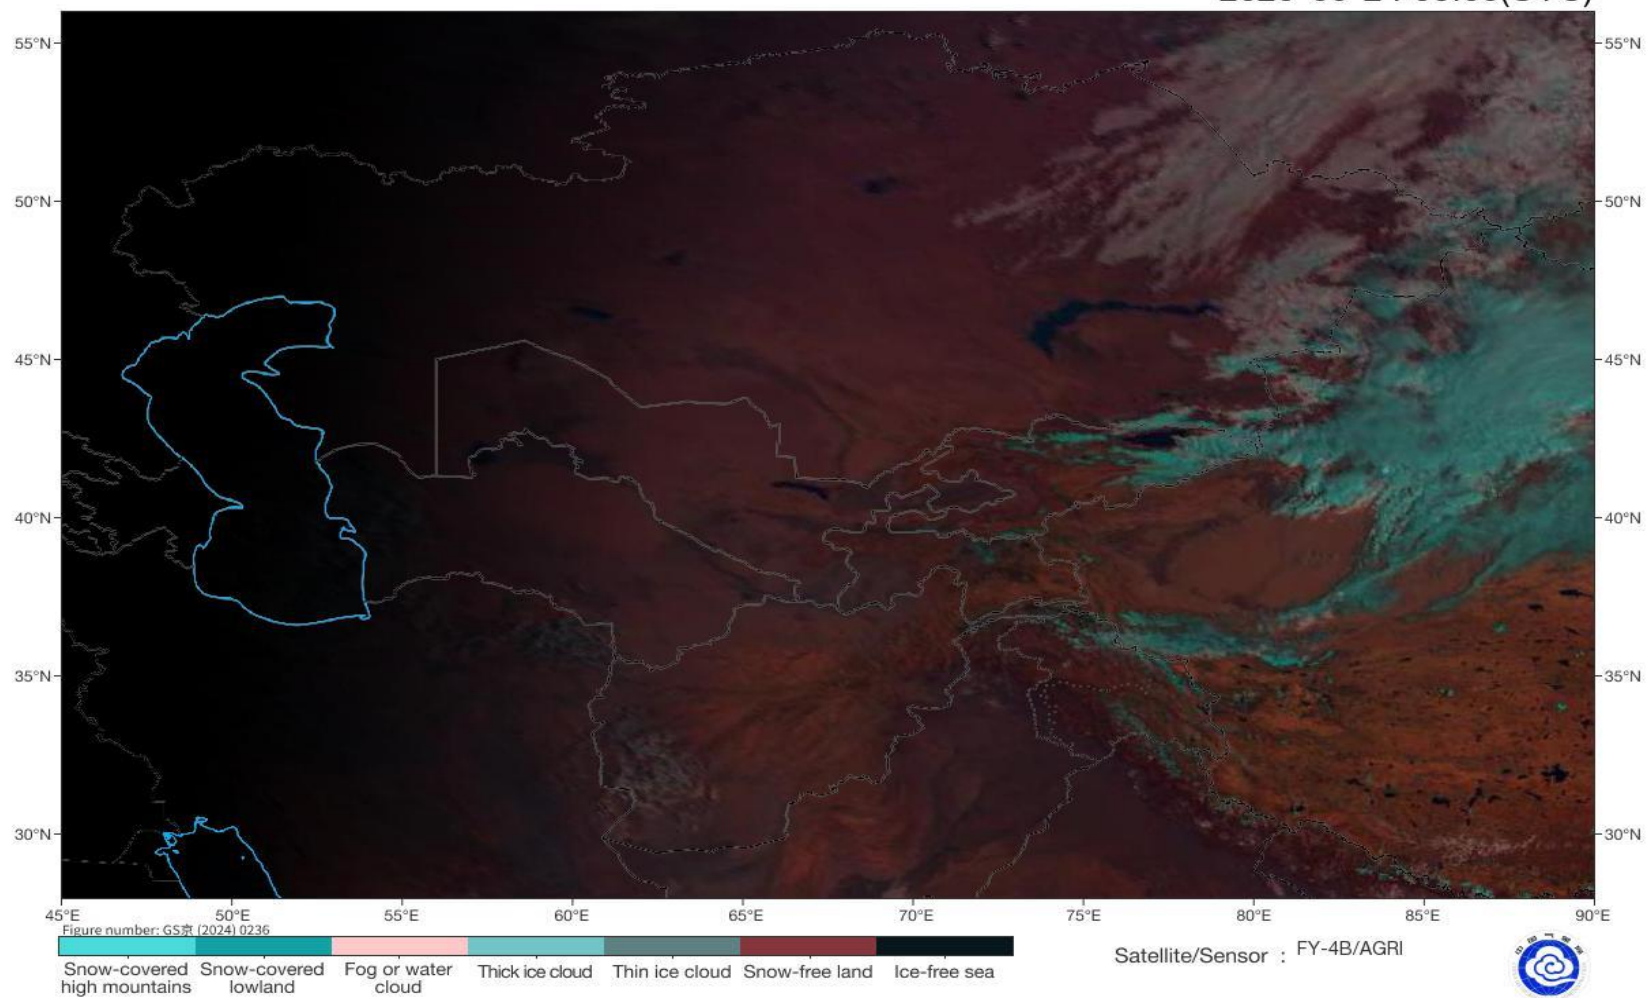 55°N
55°N
50°N
50°N
45°N
45°N
40°N
40°N
35°N
35°N
30°N
30°N
45°E
50°E
55°E
60°E
65°E
70°E
75°E
80°E
85°E
90°E
Figure number: GS京 (2024) 0236
Snow-covered
high mountains
Snow-covered
lowland
Fog or water
cloud
Thick ice cloud
Thin ice cloud
Snow-free land
Ice-free sea
Satellite/Sensor : FY-4B/AGRI